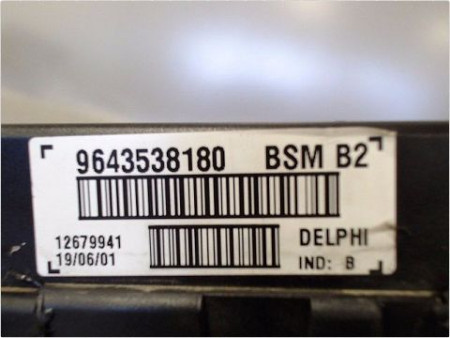 9643538180 BSM B2
12679941 DELPHI
19/06/01 IND: B